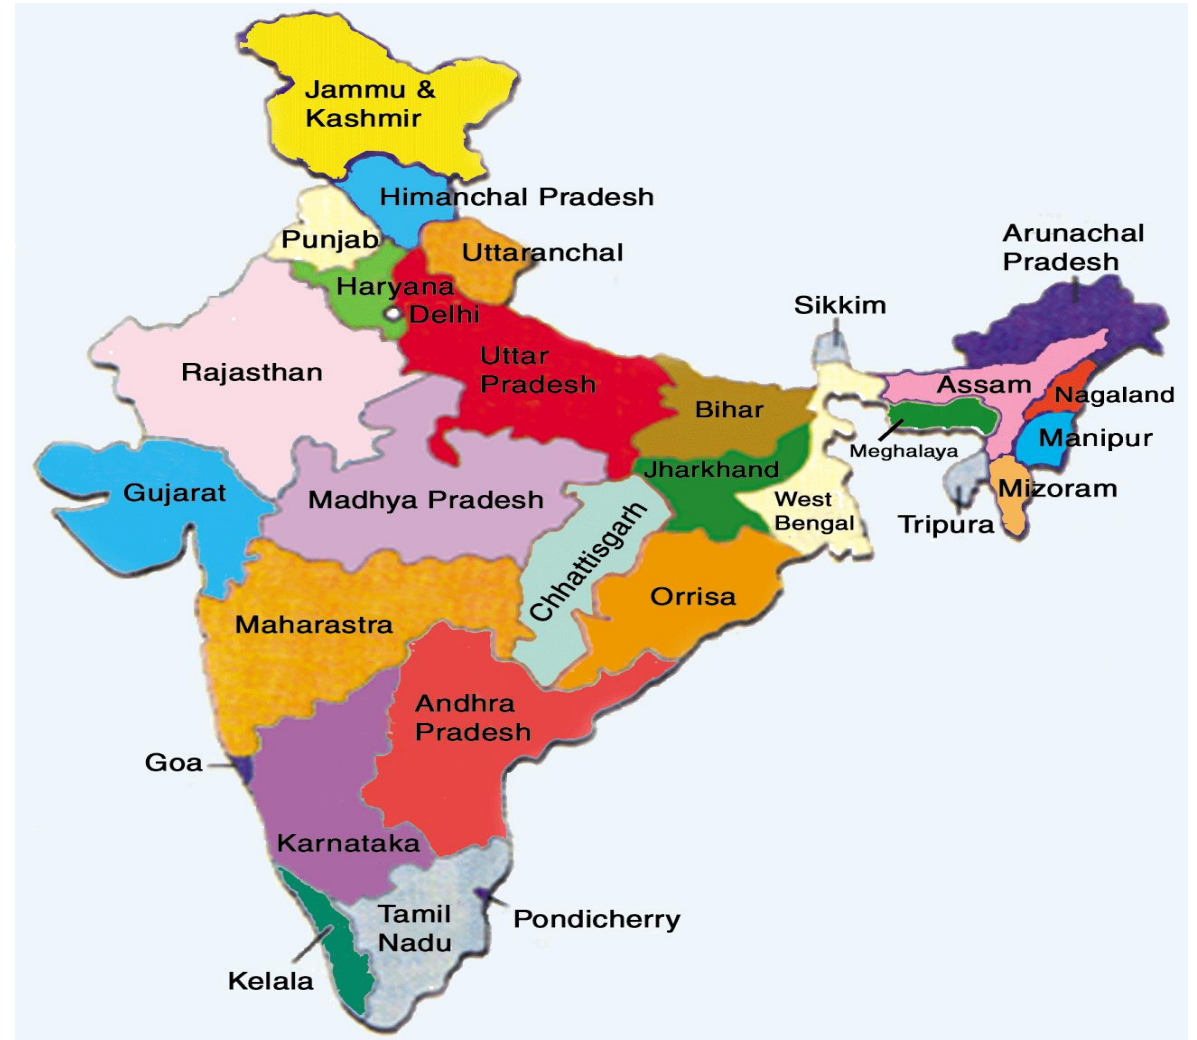 Jammu &
Kashmir
Himanchal Pradesh
Punjab
Uttaranchal
Arunachal
Pradesh
Haryana
Delhi
Sikkim
Rajasthan
Uttar
Pradesh
Assam
Nagaland
Bihar
Manipur
Meghalaya
Jharkhand
Gujarat
Madhya Pradesh
Mizoram
West
Bengal
Tripura
Chhattisgarh
Orrisa
Maharastra
Andhra
Pradesh
Goa
Karnataka
Tamil
Nadu
Pondicherry
Kelala